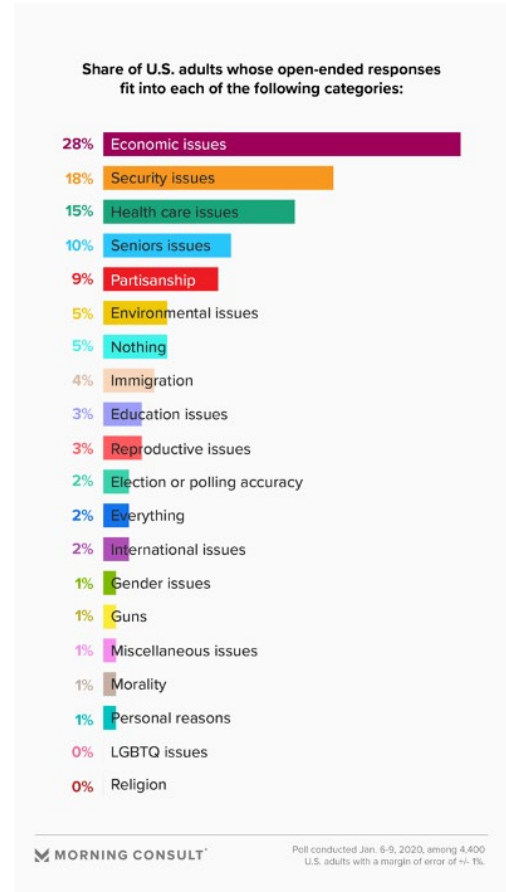 Share of U.S. adults whose open-ended responses
fit into each of the following categories:
28% Economic issues
18% Security issues
15% Health care issues
10% Seniors issues
9% Partisanship
5% Environmental issues
5% Nothing
4% Immigration
3% Education issues
3% Reproductive issues
2% Election or polling accuracy
2% Everything
2% International issues
1% Gender issues
1% Guns
1% Miscellaneous issues
1% Morality
1% Personal reasons
0% LGBTQ issues
0% Religion
MORNING CONSULT
Poll conducted Jan. 6-9, 2020, among 4,400
U.S. adults with a margin of error of +/- 1%.